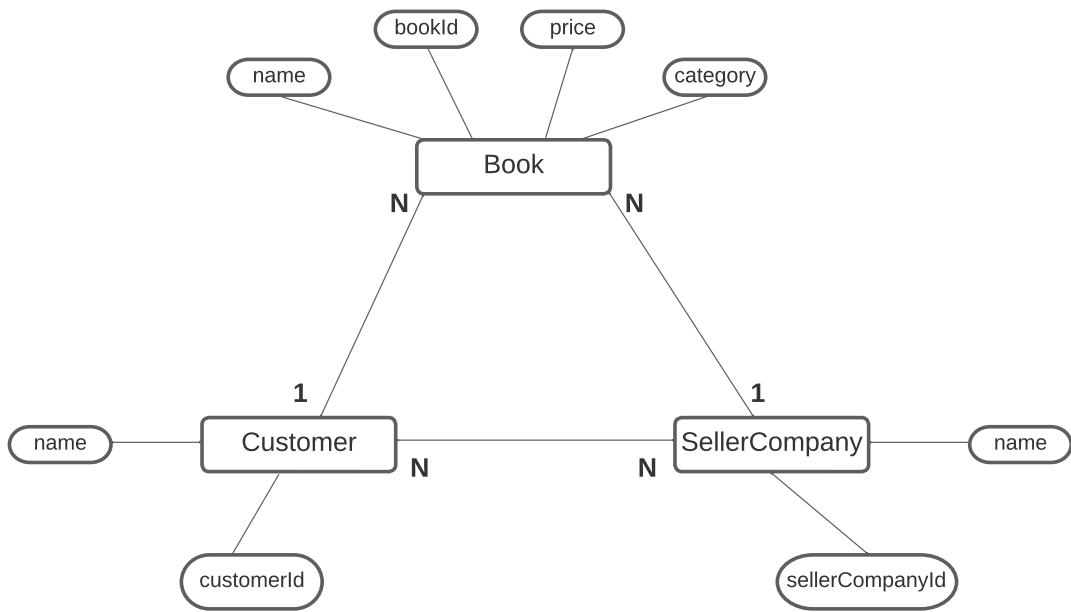 bookId
price
name
category
Book
N
N
1
1
name
Customer
SellerCompany
name
N
N
customerId
sellerCompanyId